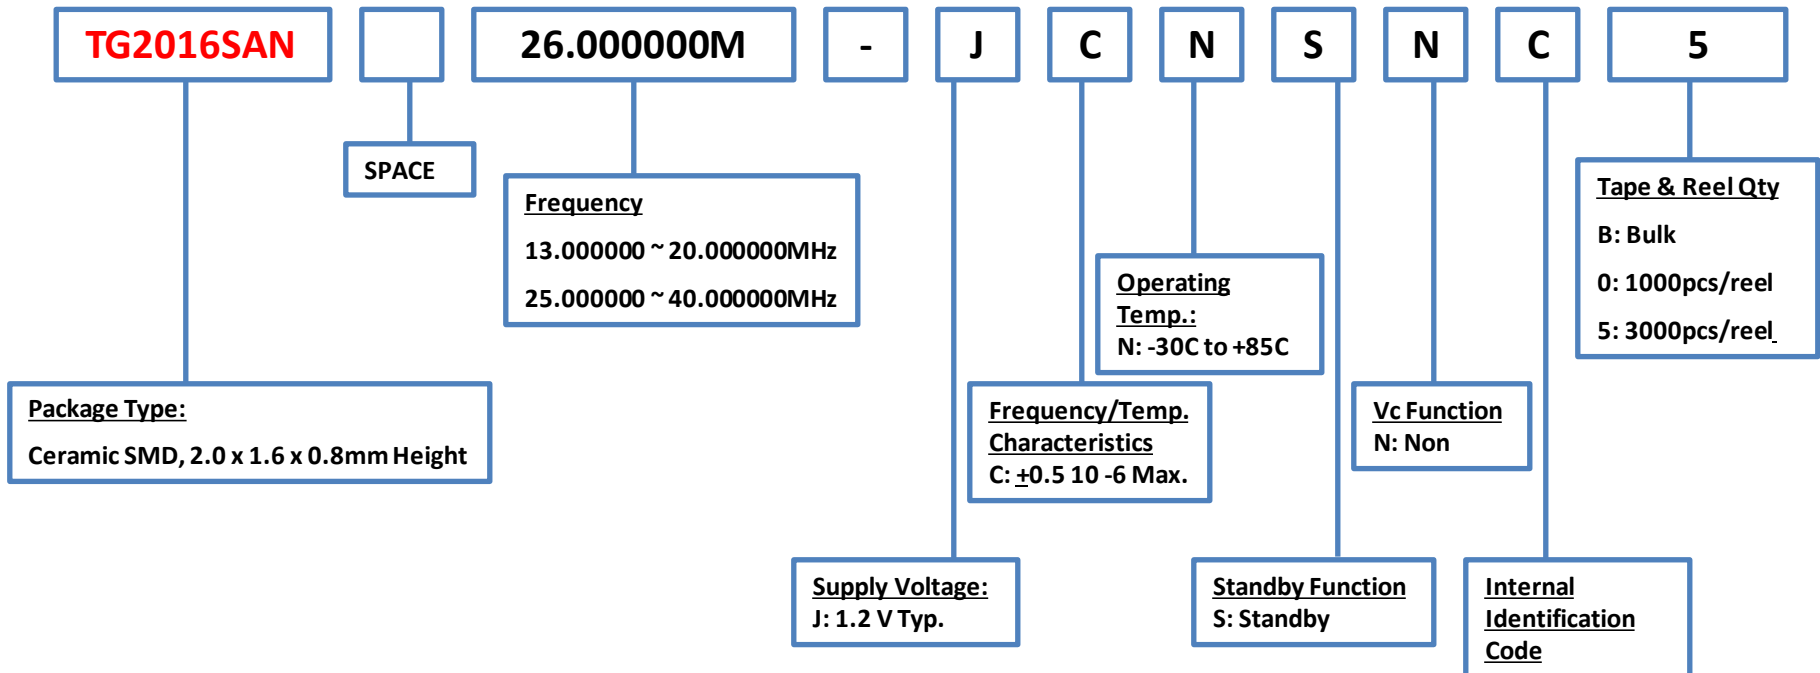 TG2016SAN 26.000000M - J C N S N C 5
SPACE
Frequency
13.000000 ~ 20.000000MHz
25.000000 ~ 40.000000MHz
Tape & Reel Qty
B: Bulk
0: 1000pcs/reel
5: 3000pcs/reel
Operating
Temp.:
N: -30C to +85C
Package Type:
Ceramic SMD, 2.0 x 1.6 x 0.8mm Height
Frequency/Temp.
Characteristics
C: ±0.5 10 -6 Max.
Vc Function
N: Non
Supply Voltage:
J: 1.2 V Typ.
Standby Function
S: Standby
Internal
Identification
Code